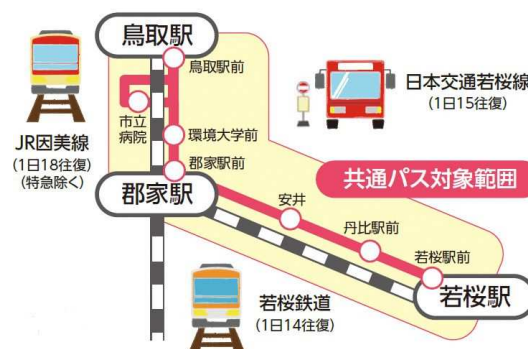 鳥取駅
鳥取駅前
日本交通若桜線
(1日15往復)
市立
病院
環境大学前
JR因美線
(1日18往復)
(特急除く)
郡家駅前
郡家駅
共通パス対象範囲
安井
丹比駅前
若桜駅前
若桜駅
若桜鉄道
(1日14往復)